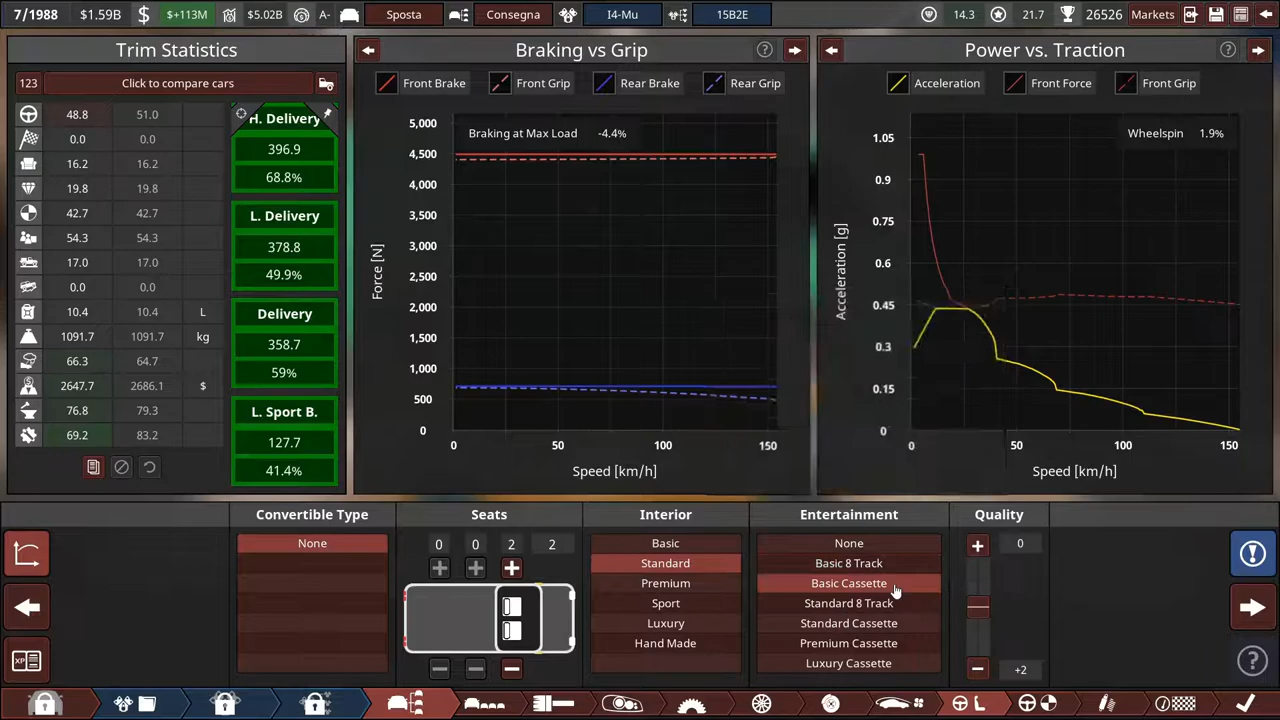 7/1988 $1.59B $+113M $5.02B A- Sposta Consegna I4-Mu 15B2E 14.3 21.7 26526 Markets
Trim Statistics
123 Click to compare cars
48.8 51.0
0.0 0.0
16.2 16.2
19.8 19.8
42.7 42.7
54.3 54.3
17.0 17.0
0.0 0.0
10.4 10.4 L
1091.7 1091.7 kg
66.3 64.7
2647.7 2686.1 $
76.8 79.3
69.2 83.2
H. Delivery
396.9
68.8%
L. Delivery
378.8
49.9%
Delivery
358.7
59%
L. Sport B.
127.7
41.4%
Braking vs Grip ?
Front Brake Front Grip Rear Brake Rear Grip
Braking at Max Load -4.4%
5,000
4,500
4,000
3,500
3,000
2,500
2,000
1,500
1,000
500
0
Force [N]
0 50 100 150
Speed [km/h]
Power vs. Traction ?
Acceleration Front Force Front Grip
Wheelspin 1.9%
1.05
0.9
0.75
0.6
0.45
0.3
0.15
0
Acceleration [g]
0 50 100 150
Speed [km/h]
Convertible Type
None
Seats
0 0 2 2
Interior
Basic
Standard
Premium
Sport
Luxury
Hand Made
Entertainment
None
Basic 8 Track
Basic Cassette
Standard 8 Track
Standard Cassette
Premium Cassette
Luxury Cassette
Quality
0
+2
XP
?